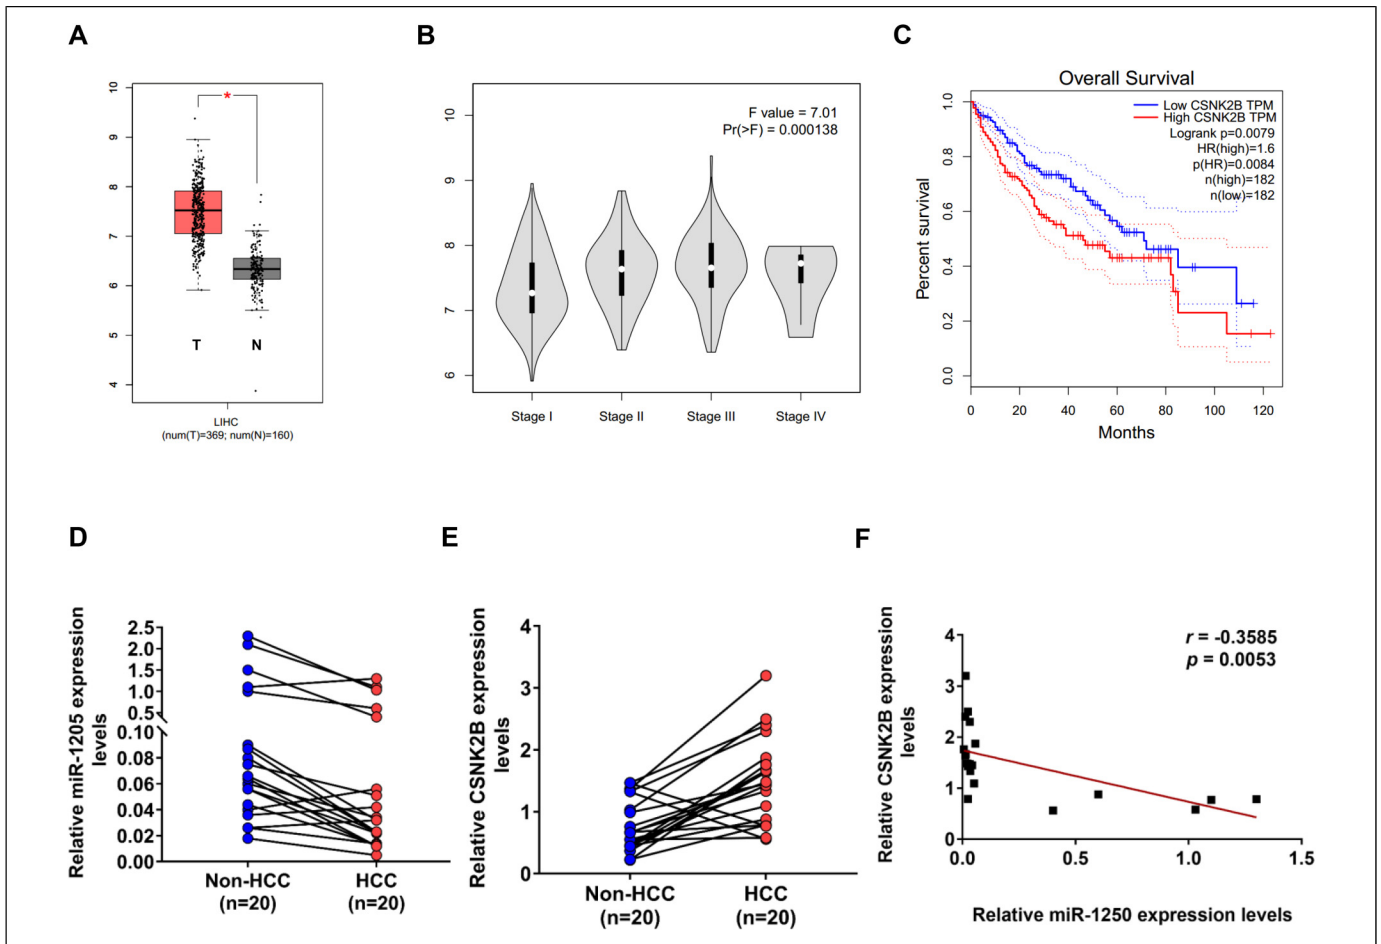 A
10
9
8
7
6
5
4
*
T
N
LIHC
(num(T)=369; num(N)=160)
B
10
9
8
7
6
F value = 7.01
Pr(>F) = 0.000138
Stage I
Stage II
Stage III
Stage IV
C
Overall Survival
Low CSNK2B TPM
High CSNK2B TPM
Logrank p=0.0079
HR(high)=1.6
p(HR)=0.0084
n(high)=182
n(low)=182
Percent survival
1.0
0.8
0.6
0.4
0.2
0.0
0
20
40
60
80
100
120
Months
D
Relative miR-1205 expression
levels
2.5
2.0
1.5
1.0
0.5
0.10
0.08
0.06
0.04
0.02
0.00
Non-HCC
(n=20)
HCC
(n=20)
E
Relative CSNK2B expression
levels
4
3
2
1
0
Non-HCC
(n=20)
HCC
(n=20)
F
Relative CSNK2B expression
levels
4
3
2
1
0
r = -0.3585
p = 0.0053
0.0
0.5
1.0
1.5
Relative miR-1250 expression levels